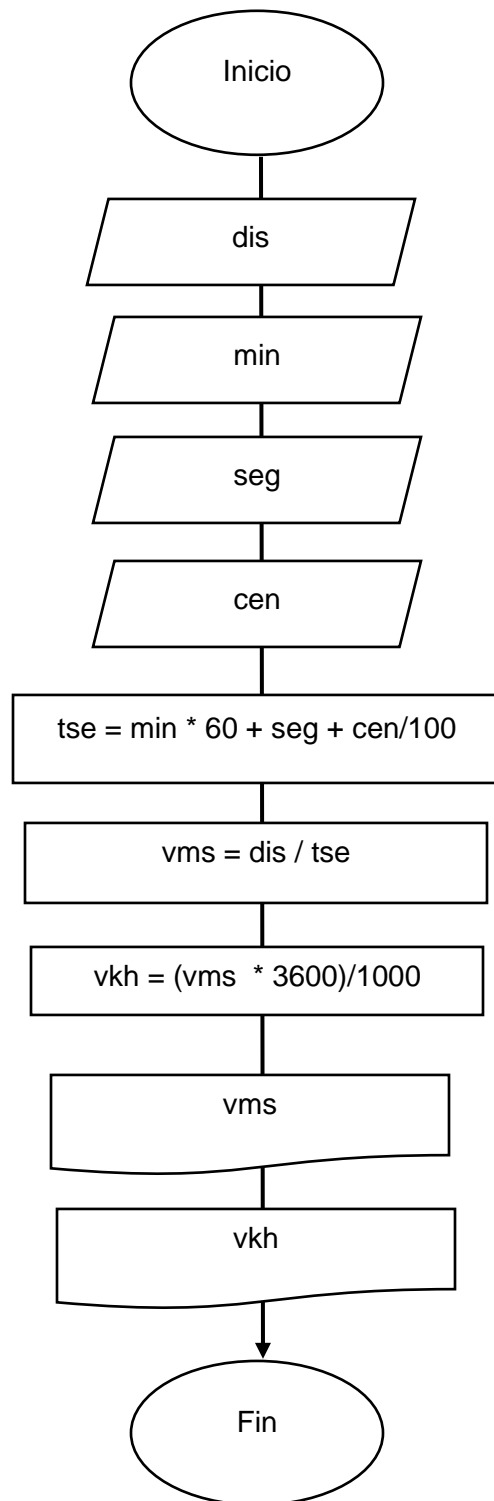 Inicio
dis
min
seg
cen
tse = min * 60 + seg + cen/100
vms = dis / tse
vkh = (vms * 3600)/1000
vms
vkh
Fin